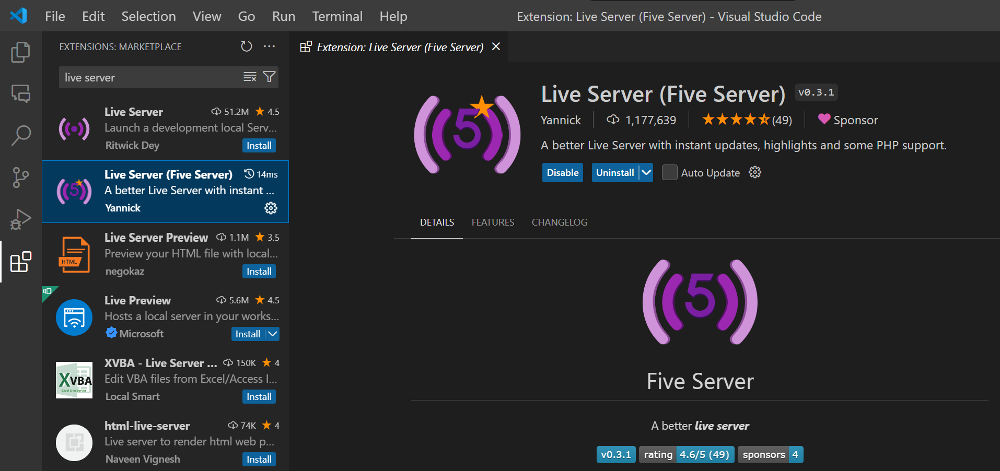 File Edit Selection View Go Run Terminal Help
Extension: Live Server (Five Server) - Visual Studio Code
EXTENSIONS: MARKETPLACE
live server
Live Server 51.2M 4.5
Launch a development local Serv...
Ritwick Dey Install
Live Server (Five Server) 14ms
A better Live Server with instant ...
Yannick
Live Server Preview 1.1M 3.5
Preview your HTML file with local...
HTML
negokaz Install
Live Preview 5.6M 4.5
Hosts a local server in your works...
Microsoft Install
XVBA - Live Server ... 150K 4
Edit VBA files from Excel/Access I...
XVBA
Excel Live Server
Local Smart Install
html-live-server 74K 4
Live server to render html web p...
Naveen Vignesh Install
Extension: Live Server (Five Server)
5
Live Server (Five Server) v0.3.1
Yannick 1,177,639 (49) Sponsor
A better Live Server with instant updates, highlights and some PHP support.
Disable Uninstall Auto Update
DETAILS FEATURES CHANGELOG
5
Five Server
A better live server
v0.3.1 rating 4.6/5 (49) sponsors 4